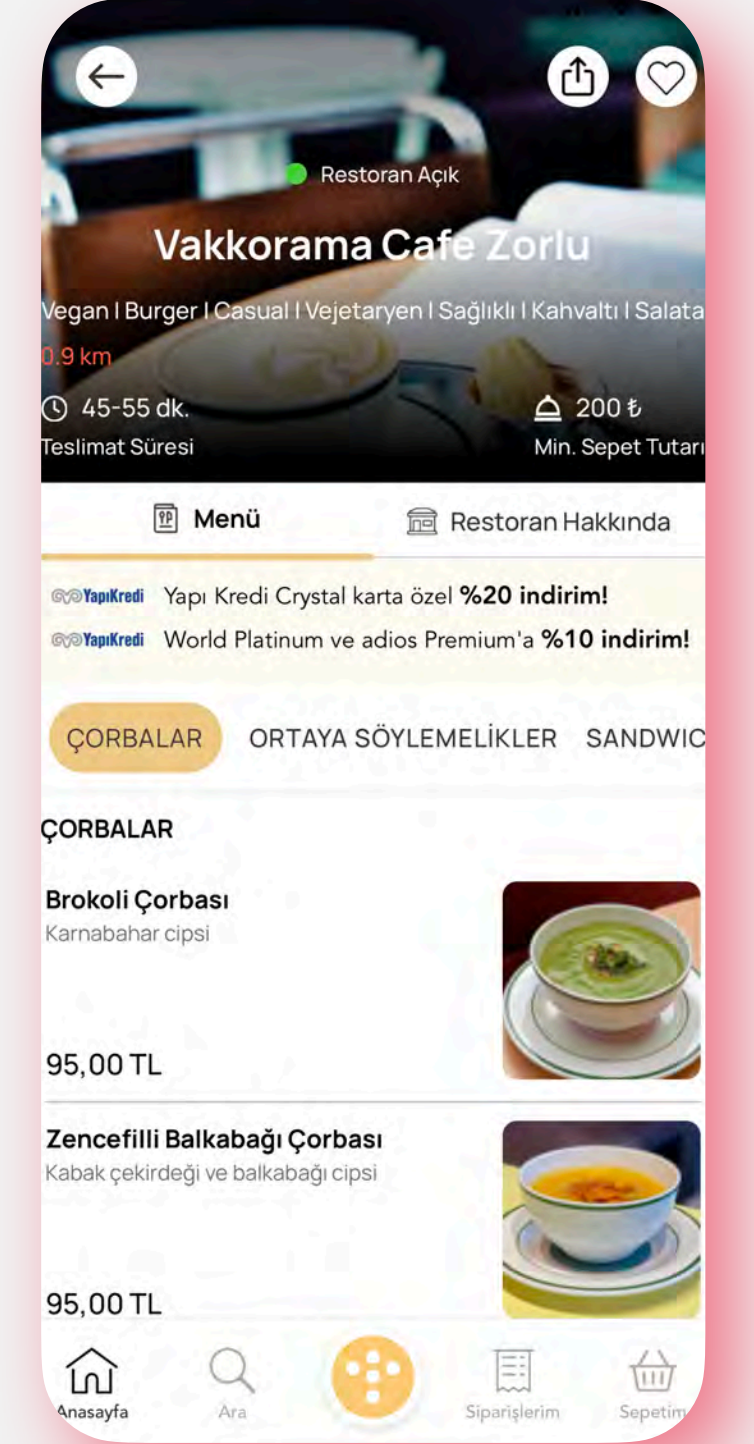 Restoran Açık
Vakkorama Cafe Zorlu
Vegan | Burger | Casual | Vejetaryen | Sağlıklı | Kahvaltı | Salata
0.9 km
45-55 dk.
200 ₺
Teslimat Süresi
Min. Sepet Tutarı
Menü
Restoran Hakkında
YapıKredi Yapı Kredi Crystal karta özel %20 indirim!
YapıKredi World Platinum ve adios Premium'a %10 indirim!
ÇORBALAR ORTAYA SÖYLEMELİKLER SANDWIC
ÇORBALAR
Brokoli Çorbası
Karnabahar cipsi
95,00 TL
Zencefilli Balkabağı Çorbası
Kabak çekirdeği ve balkabağı cipsi
95,00 TL
Anasayfa Ara Siparişlerim Sepetim